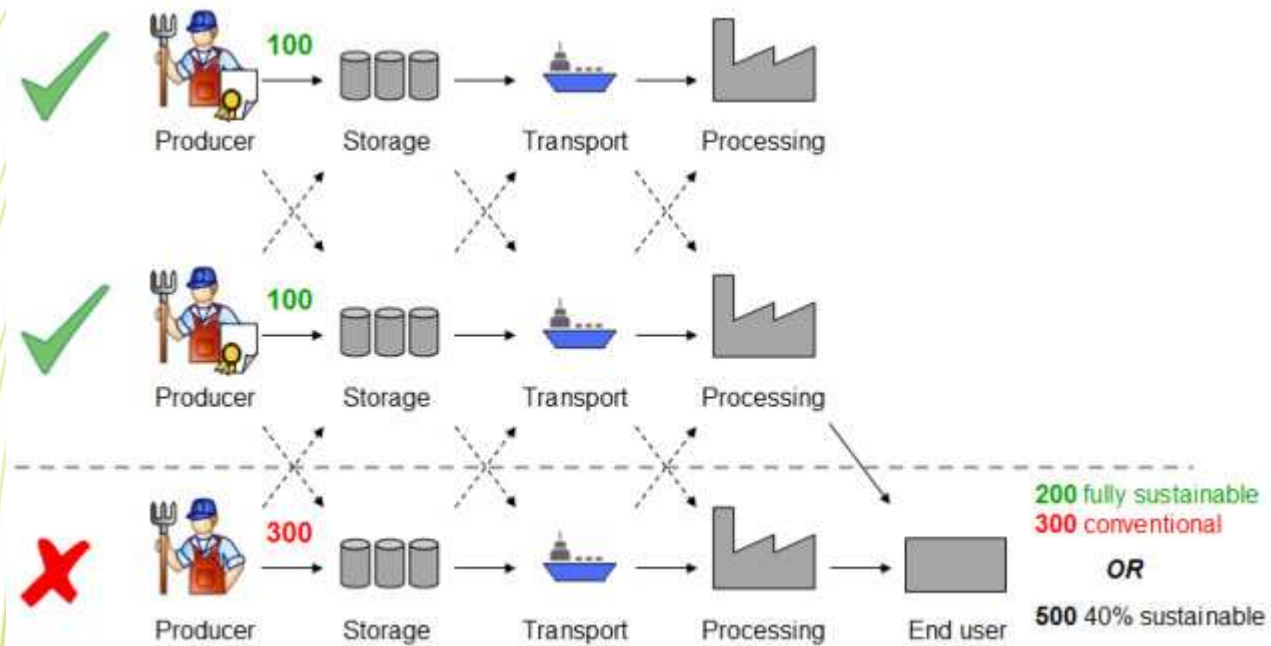 100
Producer Storage Transport Processing
100
Producer Storage Transport Processing
300
Producer Storage Transport Processing End user
200 fully sustainable
300 conventional
OR
500 40% sustainable